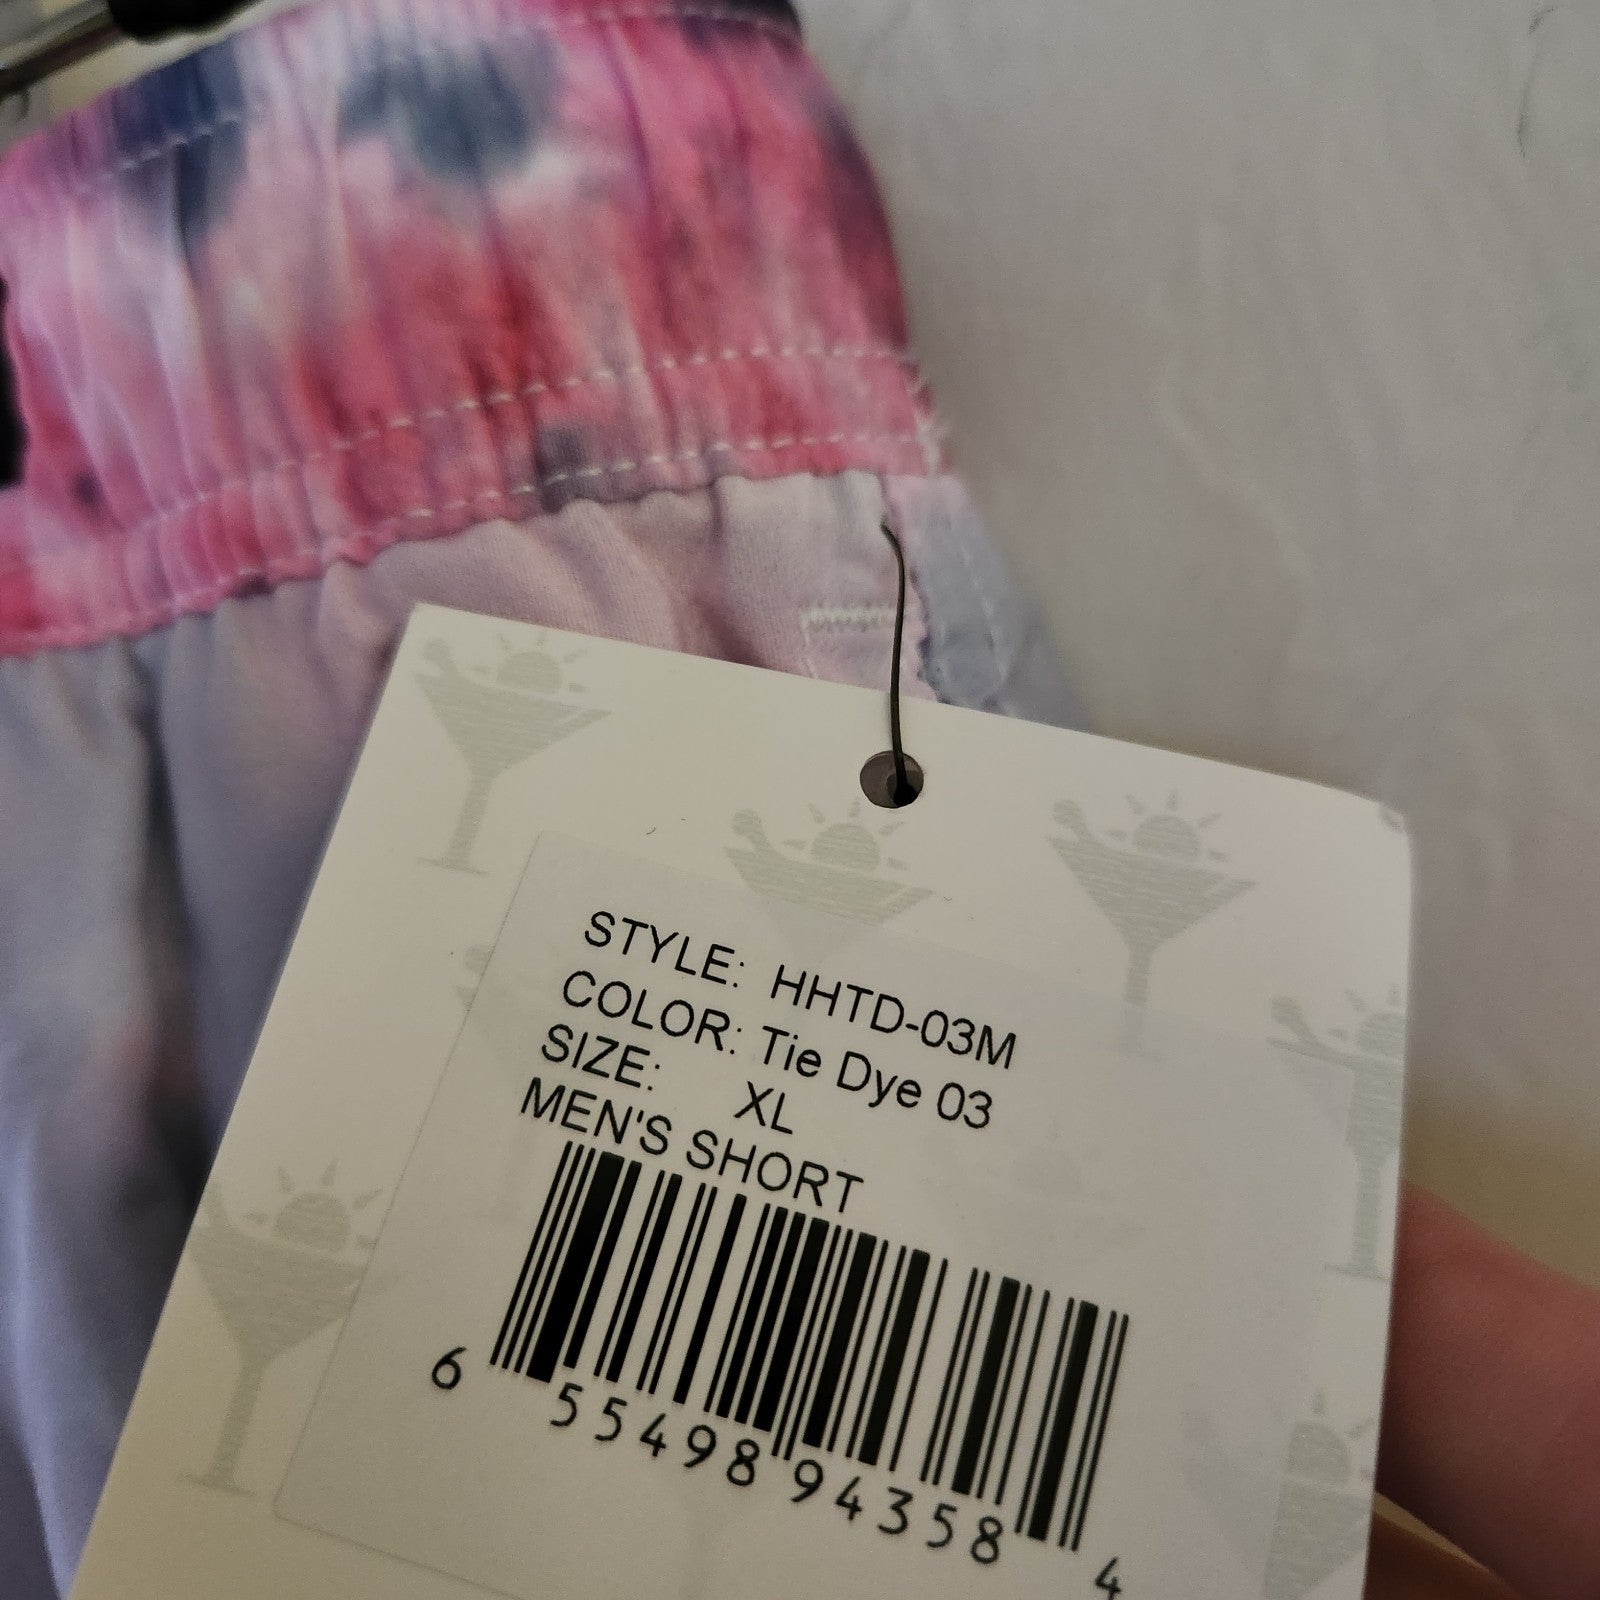 STYLE: HHTD-03M
COLOR: Tie Dye 03
SIZE: XL
MEN'S SHORT
6 55498 94358 4